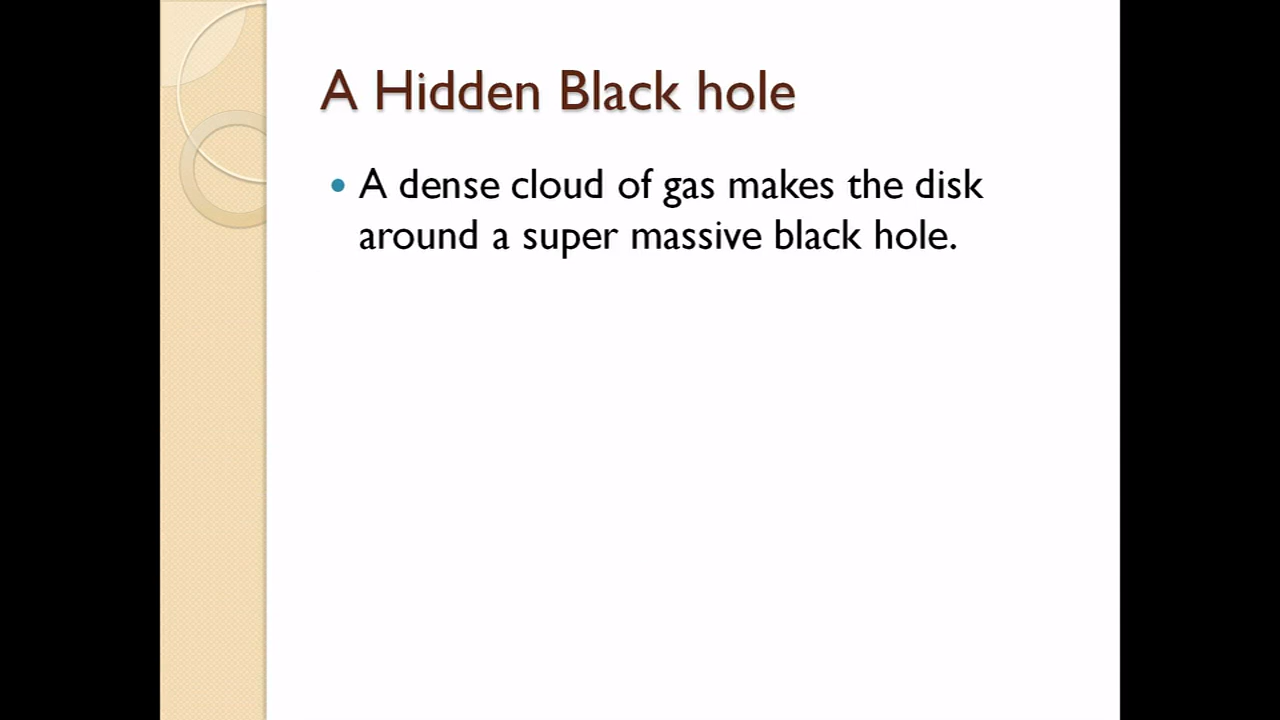 A Hidden Black hole
• A dense cloud of gas makes the disk
around a super massive black hole.